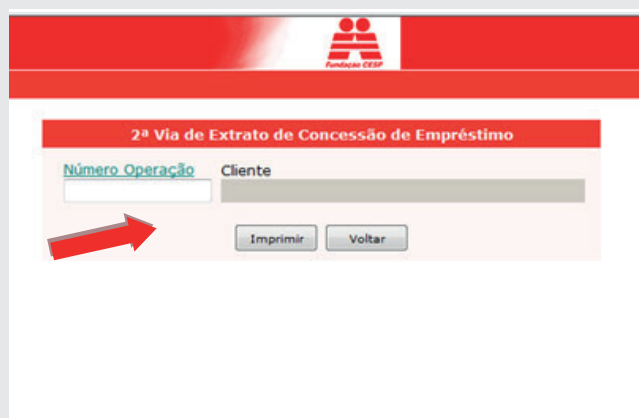 Fundação CESP
2ª Via de Extrato de Concessão de Empréstimo
Número Operação Cliente
Imprimir Voltar